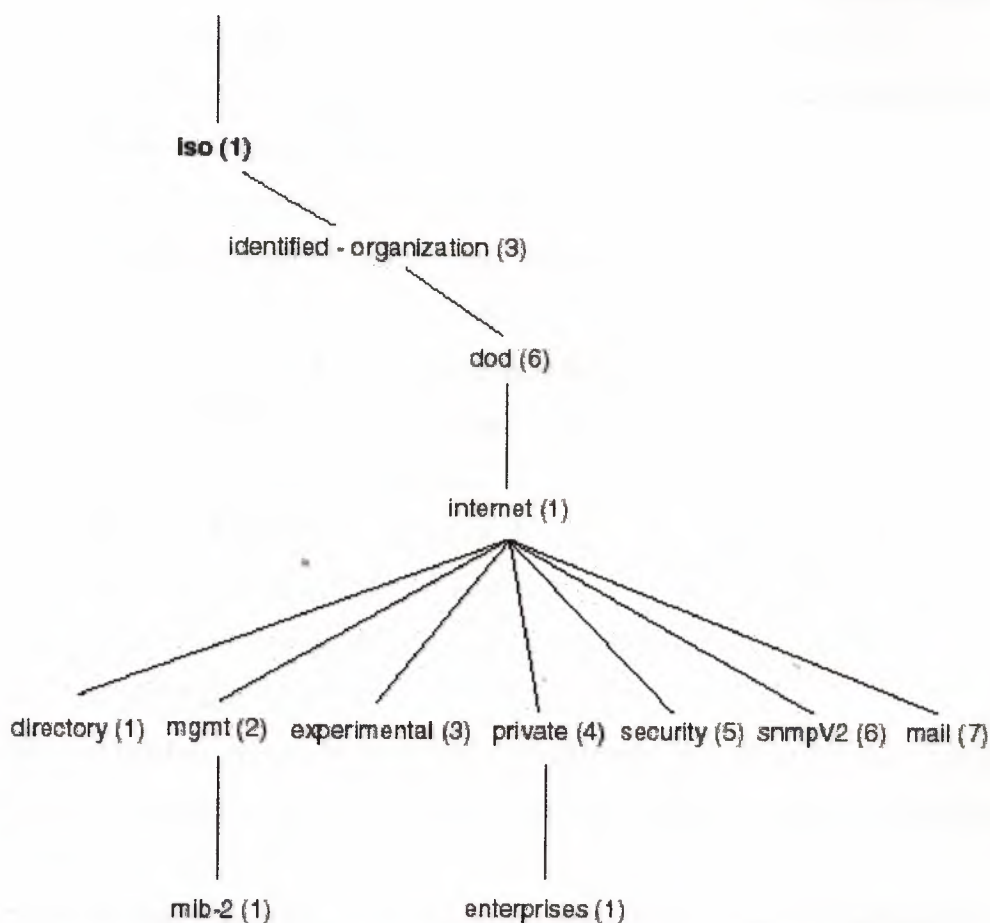 iso (1)
identified - organization (3)
dod (6)
internet (1)
directory (1) mgmt (2) experimental (3) private (4) security (5) snmpV2 (6) mail (7)
mib-2 (1) enterprises (1)